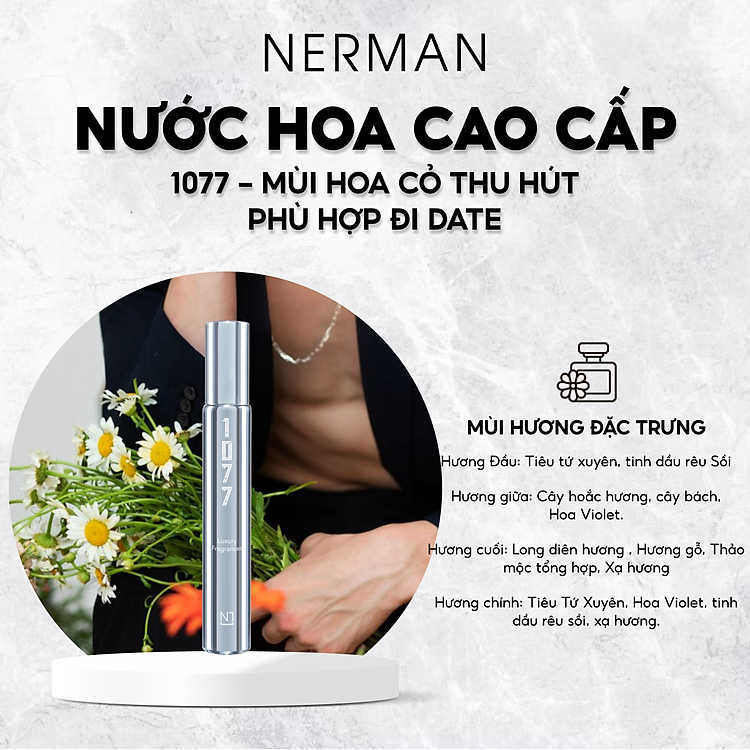 NERMAN
NƯỚC HOA CAO CẤP
1077 - MÙI HOA CỎ THU HÚT
PHÙ HỢP ĐI DATE
1077
Luxury
Fragrances
N
MÙI HƯƠNG ĐẶC TRƯNG
Hương Đầu: Tiêu tứ xuyên, tinh dầu rêu Sồi
Hương giữa: Cây hoắc hương, cây bách,
Hoa Violet.
Hương cuối: Long diên hương , Hương gỗ, Thảo
mộc tổng hợp, Xạ hương
Hương chính: Tiêu Tứ Xuyên, Hoa Violet, tinh
dầu rêu sồi, xạ hương.